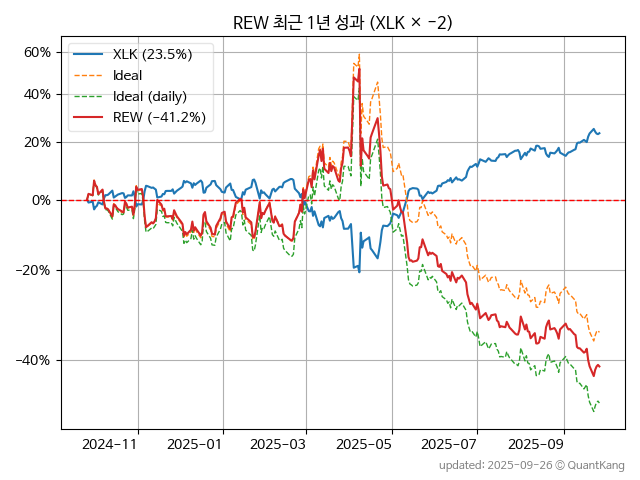 REW 최근 1년 성과 (XLK × −2)
60%
40%
20%
0%
−20%
−40%
XLK (23.5%)
Ideal
Ideal (daily)
REW (−41.2%)
2024−11
2025−01
2025−03
2025−05
2025−07
2025−09
updated: 2025−09−26 © QuantKang